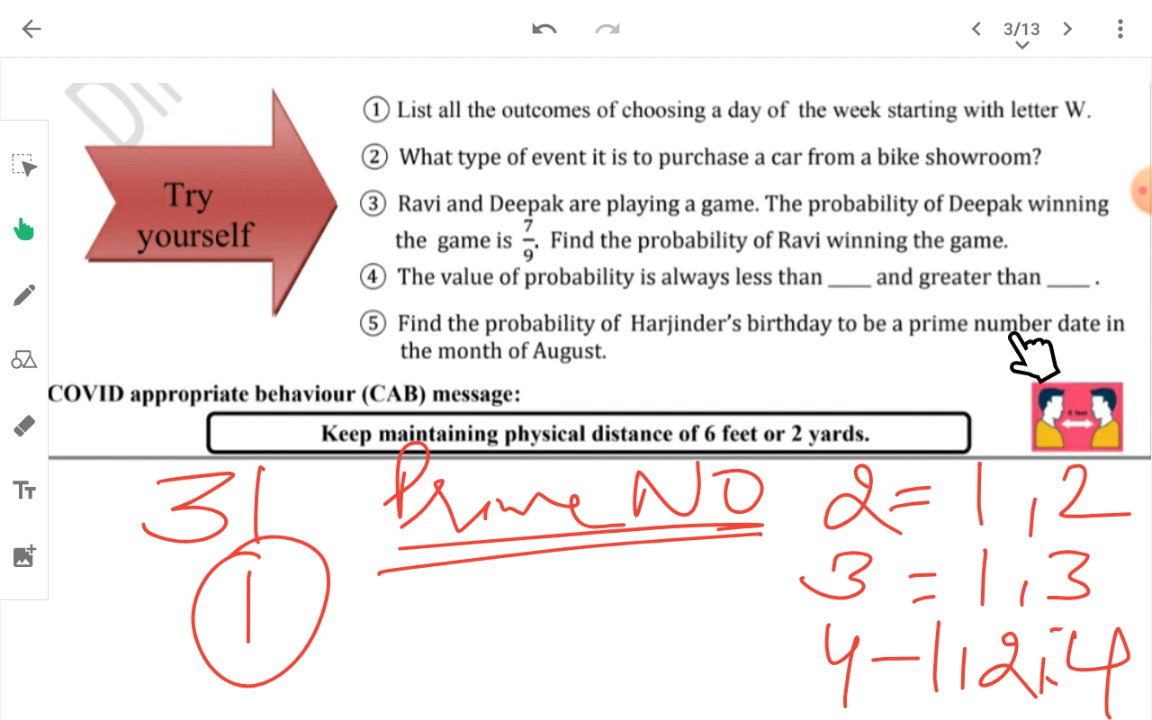 3/13
① List all the outcomes of choosing a day of the week starting with letter W.
② What type of event it is to purchase a car from a bike showroom?
Try
yourself
③ Ravi and Deepak are playing a game. The probability of Deepak winning
the game is 7/9. Find the probability of Ravi winning the game.
④ The value of probability is always less than ____ and greater than ____ .
⑤ Find the probability of Harjinder's birthday to be a prime number date in
the month of August.
COVID appropriate behaviour (CAB) message:
Keep maintaining physical distance of 6 feet or 2 yards.
31 Prime NO 2 = 1, 2
3 = 1, 3
1
4 - 1, 2, 4
Tт